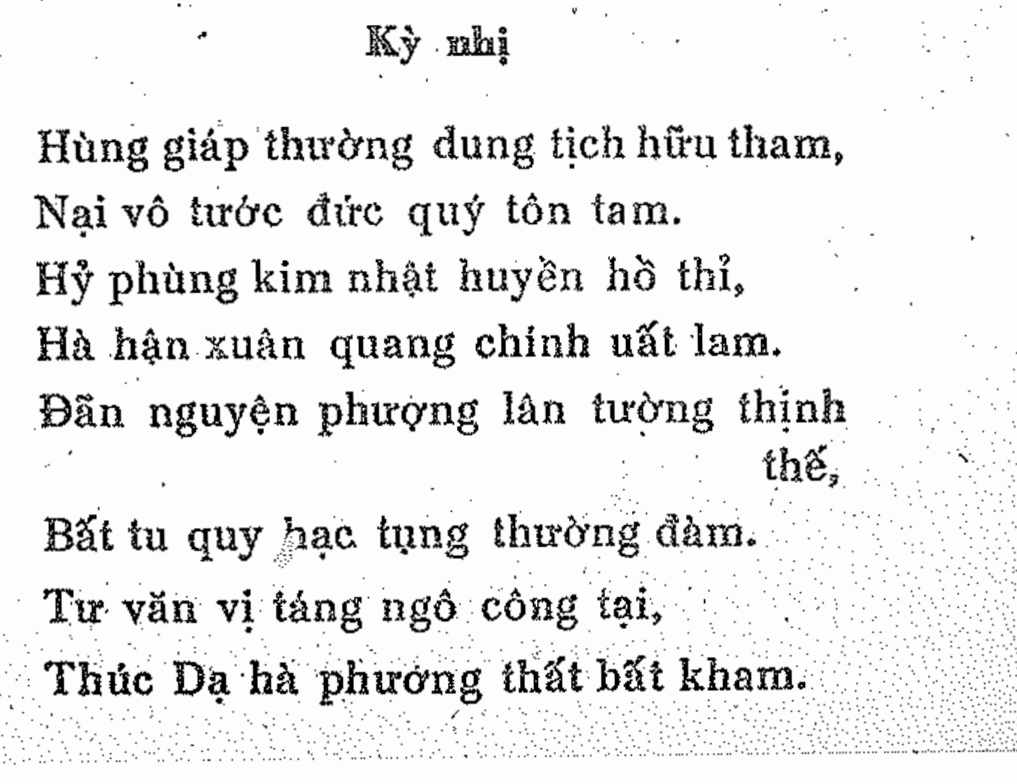 Kỳ nhị
Hùng giáp thường dung tịch hữu tham,
Nại vô tước đức quý tôn tam.
Hỷ phùng kim nhật huyền hồ thỉ,
Hà hận xuân quang chính uất lam.
Đãn nguyện phượng lân tường thịnh
thế,
Bất tu quy hạc tụng thường đàm.
Tư văn vị táng ngô công tại,
Thúc Dạ hà phương thất bất kham.